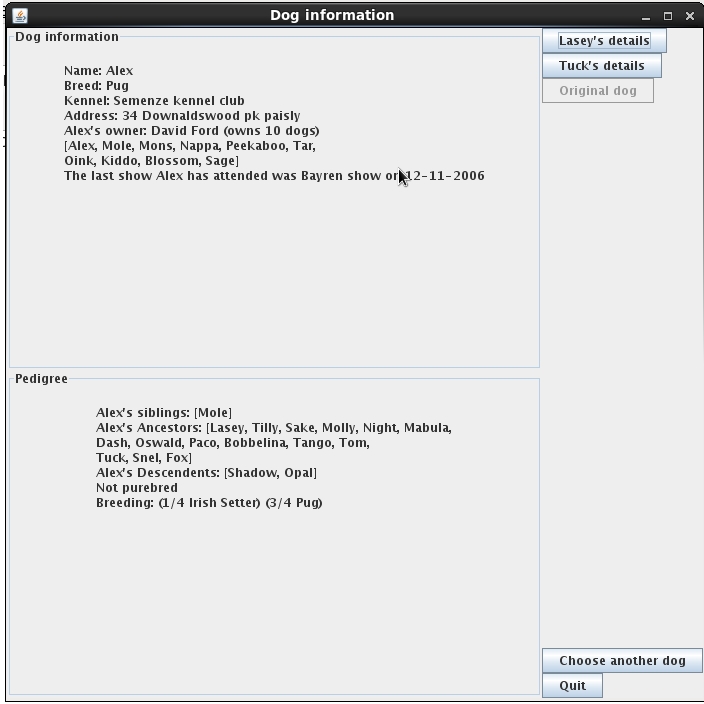 Dog information
Dog information
Name: Alex
Breed: Pug
Kennel: Semenze kennel club
Address: 34 Downaldswood pk paisly
Alex's owner: David Ford (owns 10 dogs)
[Alex, Mole, Mons, Nappa, Peekaboo, Tar,
Oink, Kiddo, Blossom, Sage]
The last show Alex has attended was Bayren show on 12-11-2006
Lasey's details
Tuck's details
Original dog
Pedigree
Alex's siblings: [Mole]
Alex's Ancestors: [Lasey, Tilly, Sake, Molly, Night, Mabula,
Dash, Oswald, Paco, Bobbelina, Tango, Tom,
Tuck, Snel, Fox]
Alex's Descendents: [Shadow, Opal]
Not purebred
Breeding: (1/4 Irish Setter) (3/4 Pug)
Choose another dog
Quit